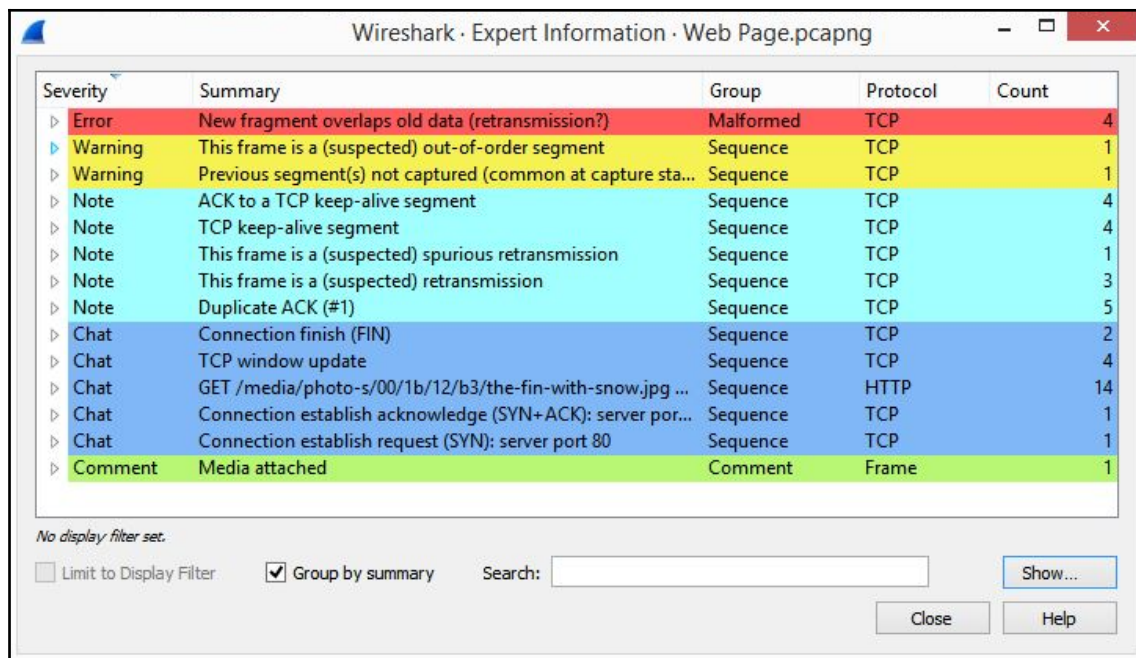 Wireshark · Expert Information · Web Page.pcapng
Severity Summary Group Protocol Count
Error New fragment overlaps old data (retransmission?) Malformed TCP 4
Warning This frame is a (suspected) out-of-order segment Sequence TCP 1
Warning Previous segment(s) not captured (common at capture sta... Sequence TCP 1
Note ACK to a TCP keep-alive segment Sequence TCP 4
Note TCP keep-alive segment Sequence TCP 4
Note This frame is a (suspected) spurious retransmission Sequence TCP 1
Note This frame is a (suspected) retransmission Sequence TCP 3
Note Duplicate ACK (#1) Sequence TCP 5
Chat Connection finish (FIN) Sequence TCP 2
Chat TCP window update Sequence TCP 4
Chat GET /media/photo-s/00/1b/12/b3/the-fin-with-snow.jpg ... Sequence HTTP 14
Chat Connection establish acknowledge (SYN+ACK): server por... Sequence TCP 1
Chat Connection establish request (SYN): server port 80 Sequence TCP 1
Comment Media attached Comment Frame 1
No display filter set.
Limit to Display Filter Group by summary Search: Show...
Close Help